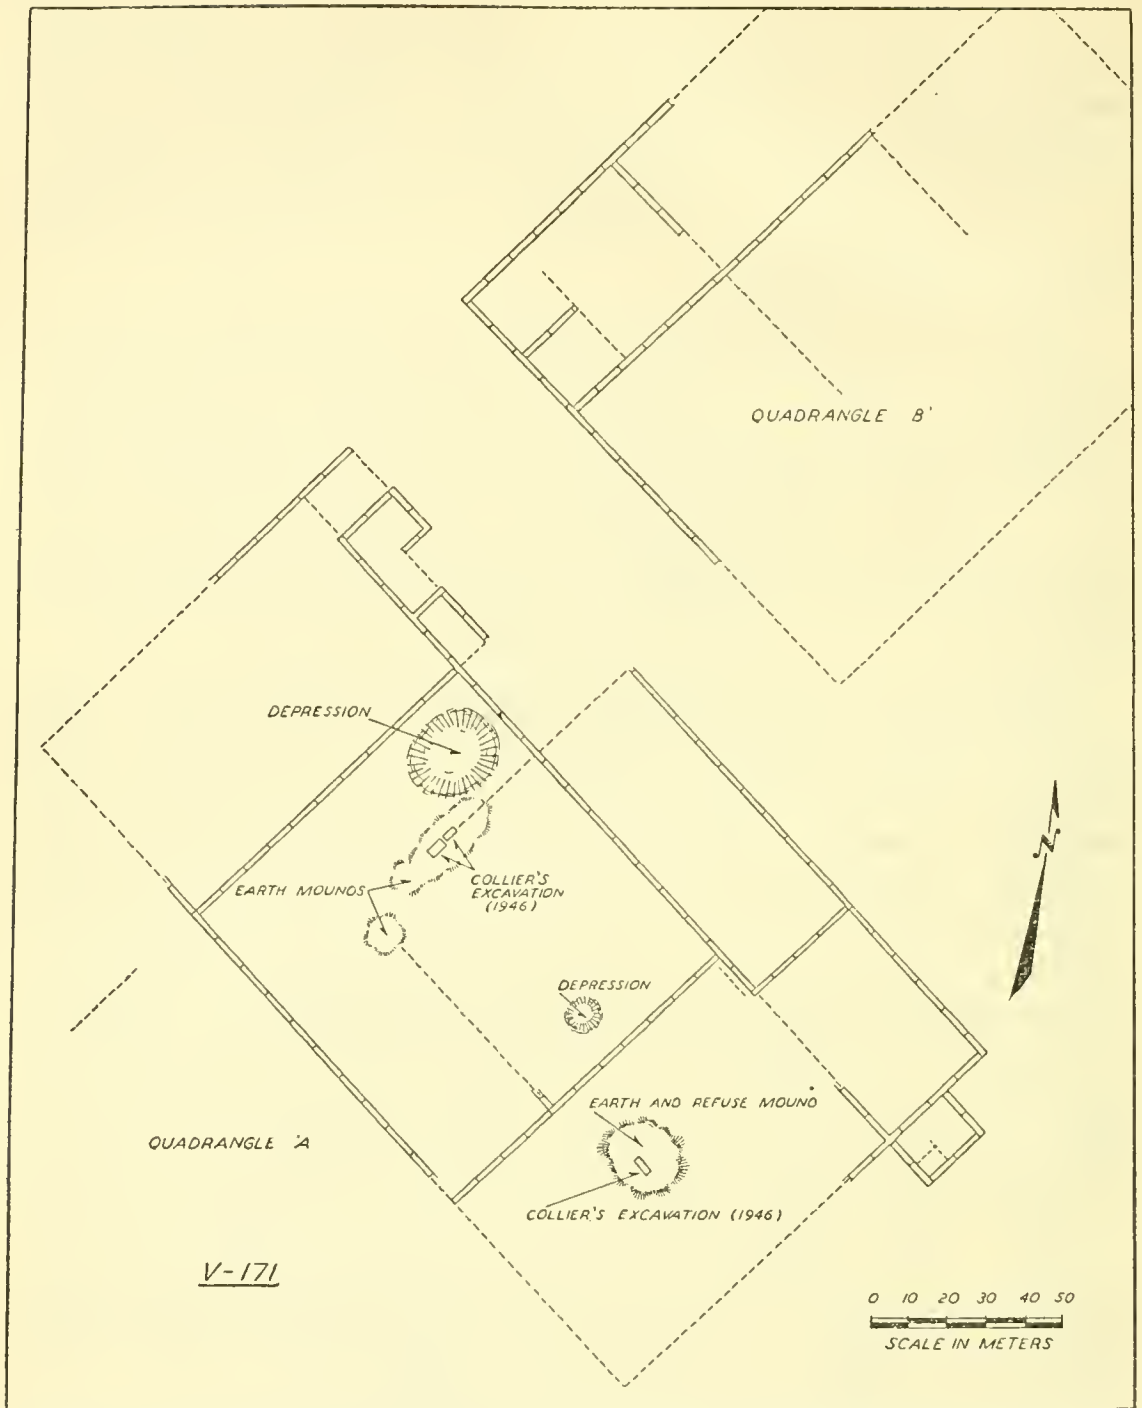 QUADRANGLE 'B'
DEPRESSION
EARTH MOUNDS
COLLIER'S
EXCAVATION
(1946)
DEPRESSION
N
EARTH AND REFUSE MOUND
QUADRANGLE 'A
COLLIER'S EXCAVATION (1946)
V-171
0 10 20 30 40 50
SCALE IN METERS